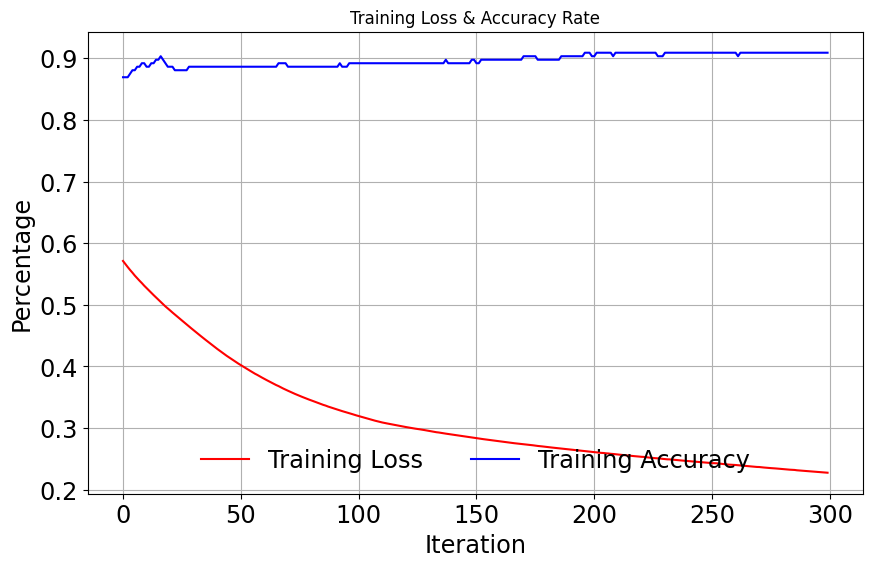 Training Loss & Accuracy Rate
0.9
0.8
0.7
0.6
0.5
0.4
0.3
0.2
Percentage
Training Loss
Training Accuracy
0 50 100 150 200 250 300
Iteration